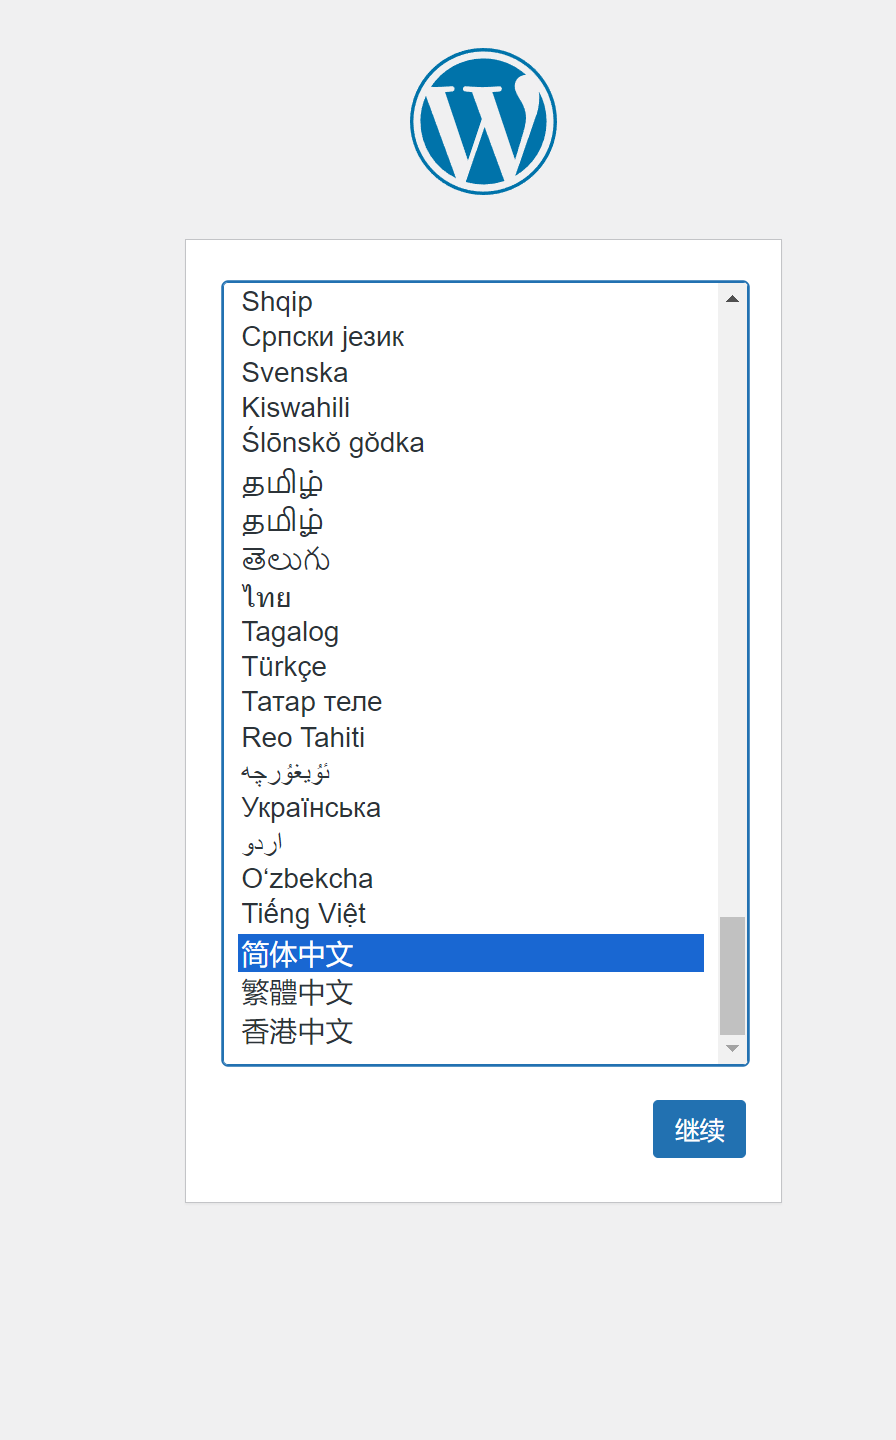 Shqip
Српски језик
Svenska
Kiswahili
Ślōnskŏ gŏdka
தமிழ்
தமிழ்
తెలుగు
ไทย
Tagalog
Türkçe
Татар теле
Reo Tahiti
ئۇيغۇرچە
Українська
اردو
O‘zbekcha
Tiếng Việt
简体中文
繁體中文
香港中文
继续